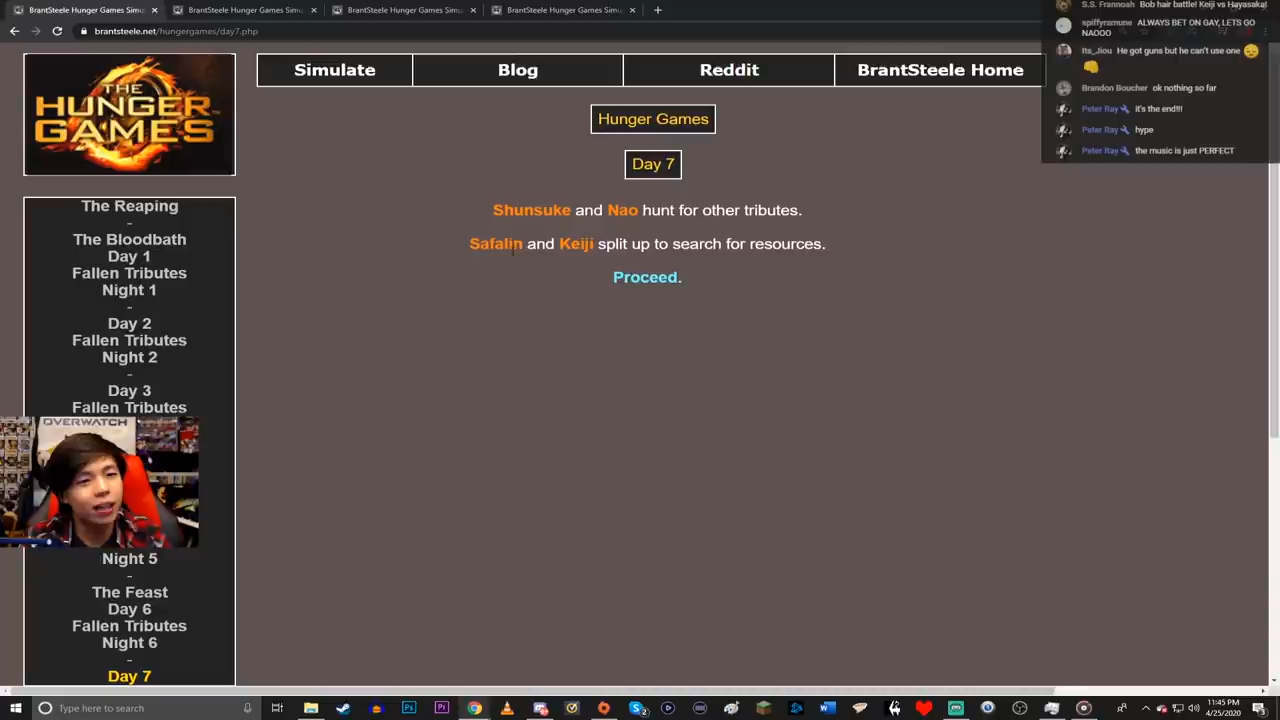 BrantSteele Hunger Games Simu
BrantSteele Hunger Games Simu
BrantSteele Hunger Games Simu
BrantSteele Hunger Games Simu
brantsteele.net/hungergames/day7.php
S.S. Frannoah Bob hair battle! Keiji vs Hayasaka!
spiffyramune ALWAYS BET ON GAY, LETS GO
NAOOO
Its_Jiou He got guns but he can't use one
Brandon Boucher ok nothing so far
Peter Ray it's the end!!!
Peter Ray hype
Peter Ray the music is just PERFECT
THE
HUNGER
GAMES
Simulate
Blog
Reddit
BrantSteele Home
Hunger Games
Day 7
Shunsuke and Nao hunt for other tributes.
Safalin and Keiji split up to search for resources.
Proceed.
The Reaping
-
The Bloodbath
Day 1
Fallen Tributes
Night 1
-
Day 2
Fallen Tributes
Night 2
-
Day 3
Fallen Tributes
OVERWATCH
Night 5
-
The Feast
Day 6
Fallen Tributes
Night 6
-
Day 7
Type here to search
11:45 PM
4/25/2020